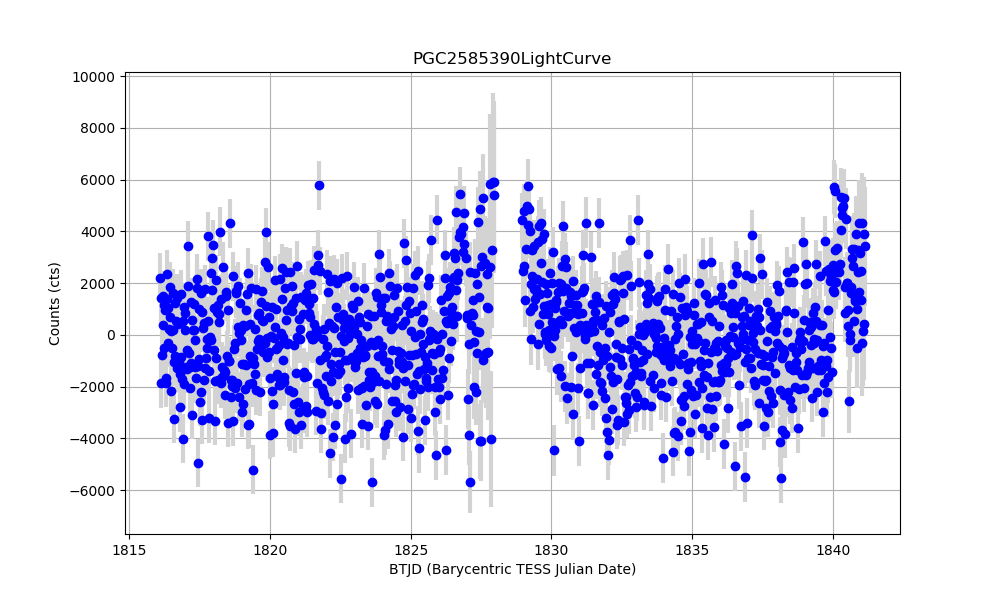 PGC2585390LightCurve
10000
8000
6000
4000
2000
0
−2000
−4000
−6000
Counts (cts)
1815 1820 1825 1830 1835 1840
BTJD (Barycentric TESS Julian Date)